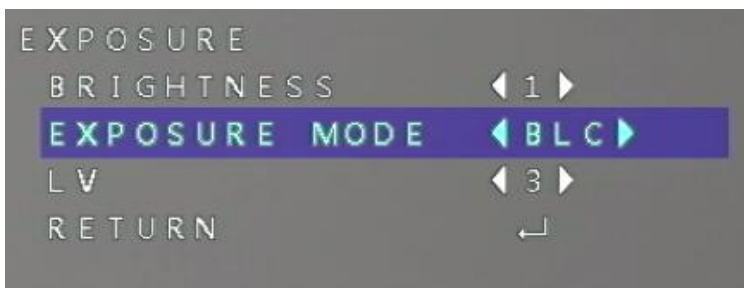 EXPOSURE
BRIGHTNESS 1
EXPOSURE MODE BLC
LV 3
RETURN